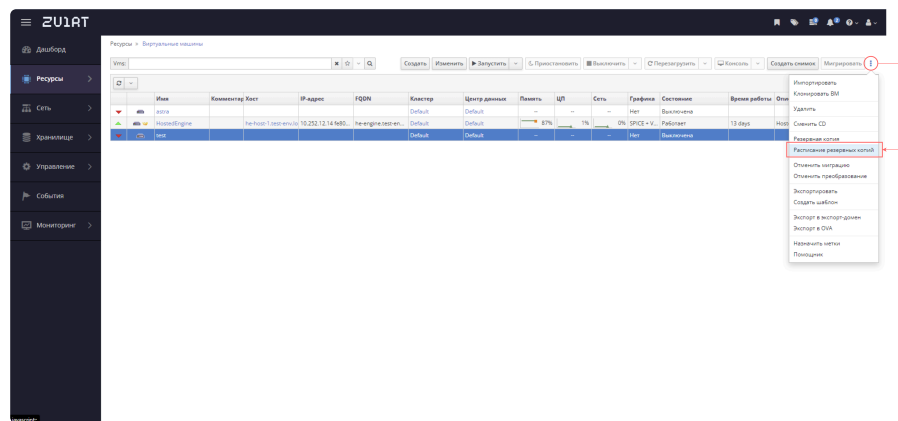 ZV1RT
Дашборд
Ресурсы
Сеть
Хранилище
Управление
События
Мониторинг
Ресурсы > Виртуальные машины
Vms:
Создать Изменить Запустить Приостановить Выключить Перезагрузить Консоль Создать снимок Мигрировать
Имя Комментар Хост IP-адрес FQDN Кластер Центр данных Память ЦП Сеть Графика Состояние Время работы Опи
astra Default Default -- -- -- Нет Выключена
HostedEngine he-host-1.test-env.lo 10.252.12.14 fe80... he-engine.test-en... Default Default 87% 1% 0% SPICE + V... Работает 13 days Hoste
test Default Default -- -- -- Нет Выключена
Импортировать
Клонировать ВМ
Удалить
Сменить CD
Резервная копия
Расписание резервных копий
Отменить миграцию
Отменить преобразование
Экспортировать
Создать шаблон
Экспорт в экспорт-домен
Экспорт в OVA
Назначить метки
Помощник